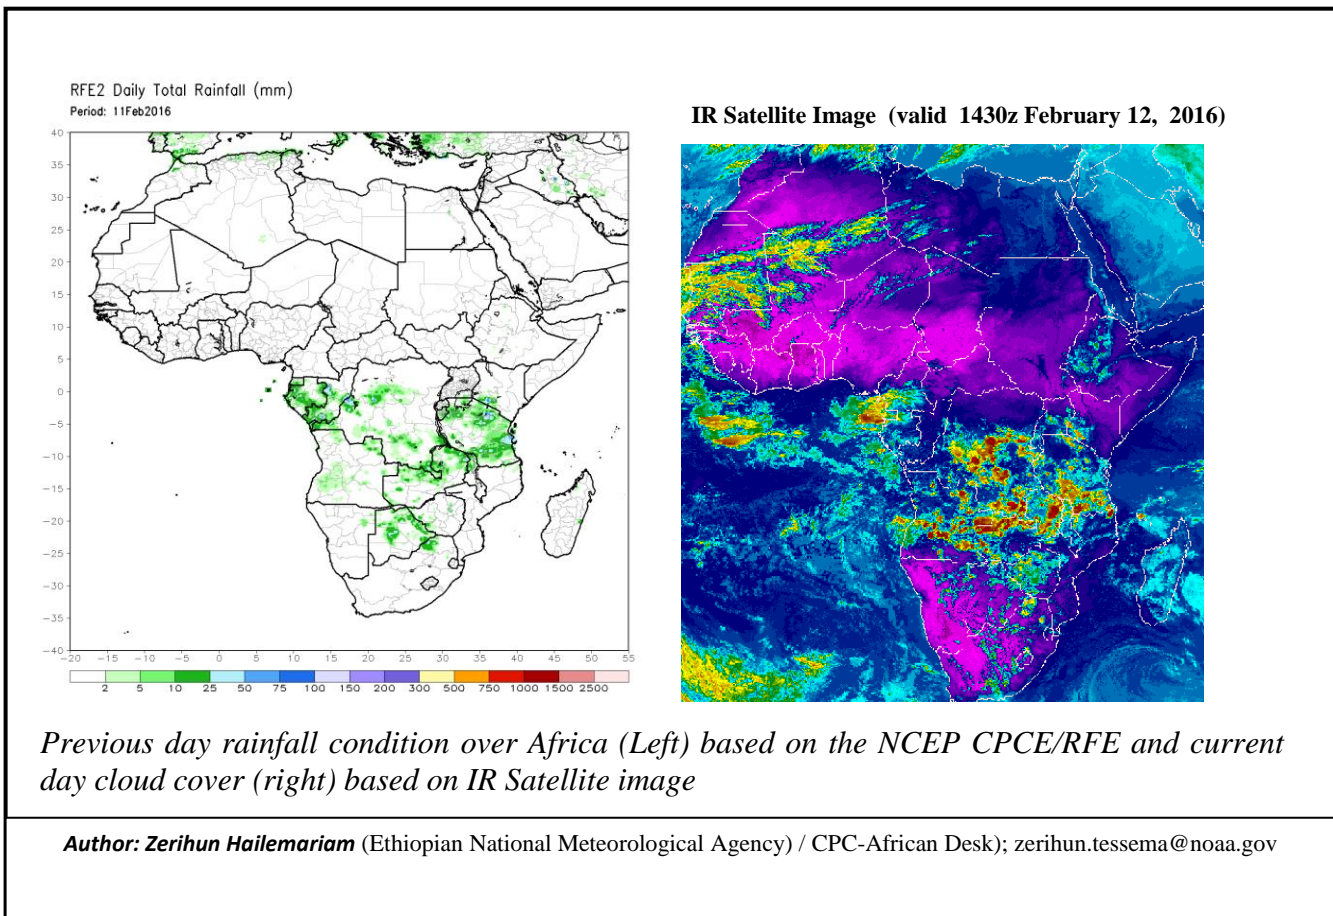 RFE2 Daily Total Rainfall (mm)
Period: 11Feb2016
IR Satellite Image (valid 1430z February 12, 2016)
40
35
30
25
20
15
10
5
0
-5
-10
-15
-20
-25
-30
-35
-40
-20 -15 -10 -5 0 5 10 15 20 25 30 35 40 45 50 55
2 5 10 25 50 75 100 150 200 300 500 750 1000 1500 2500
Previous day rainfall condition over Africa (Left) based on the NCEP CPCE/RFE and current
day cloud cover (right) based on IR Satellite image
Author: Zerihun Hailemariam (Ethiopian National Meteorological Agency) / CPC-African Desk); zerihun.tessema@noaa.gov